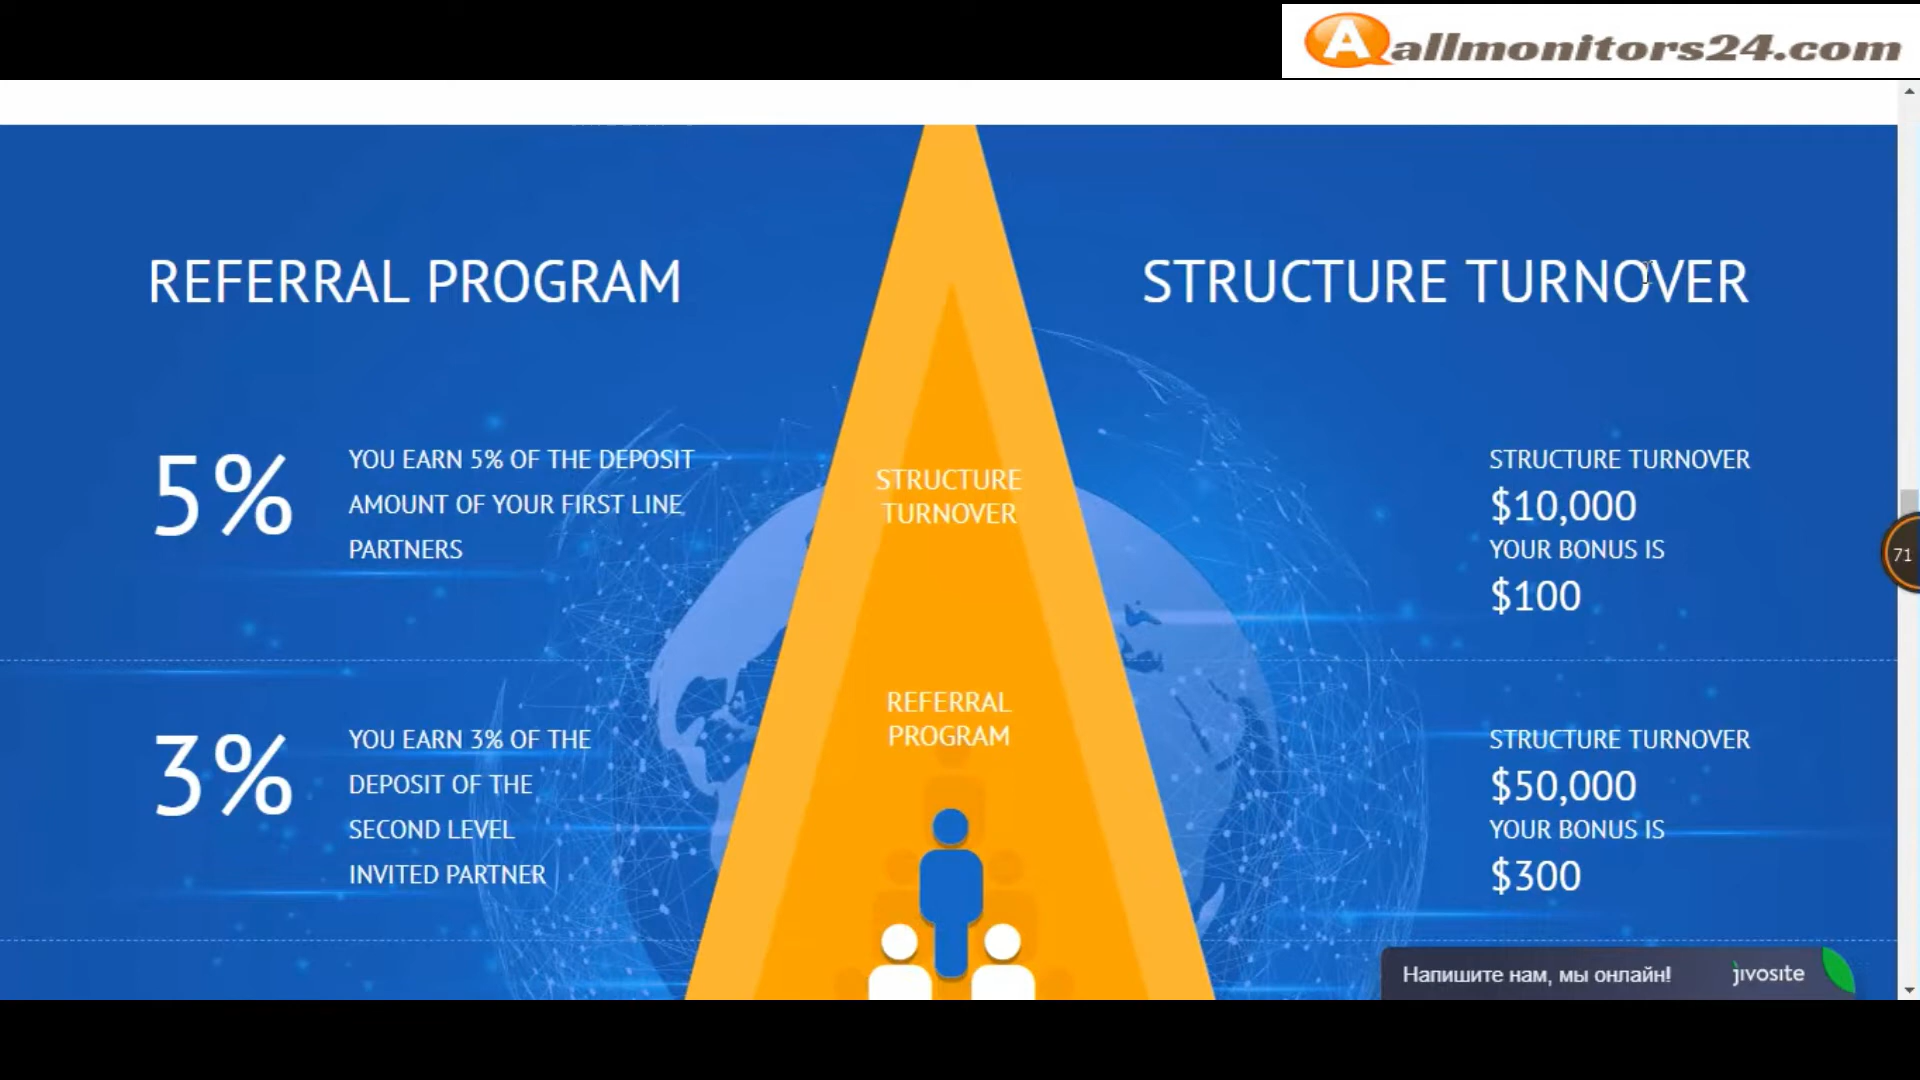 allmonitors24.com
REFERRAL PROGRAM
5%
YOU EARN 5% OF THE DEPOSIT
AMOUNT OF YOUR FIRST LINE
PARTNERS
3%
YOU EARN 3% OF THE
DEPOSIT OF THE
SECOND LEVEL
INVITED PARTNER
STRUCTURE
TURNOVER
REFERRAL
PROGRAM
STRUCTURE TURNOVER
STRUCTURE TURNOVER
$10,000
YOUR BONUS IS
$100
STRUCTURE TURNOVER
$50,000
YOUR BONUS IS
$300
71
Напишите нам, мы онлайн!
jivosite